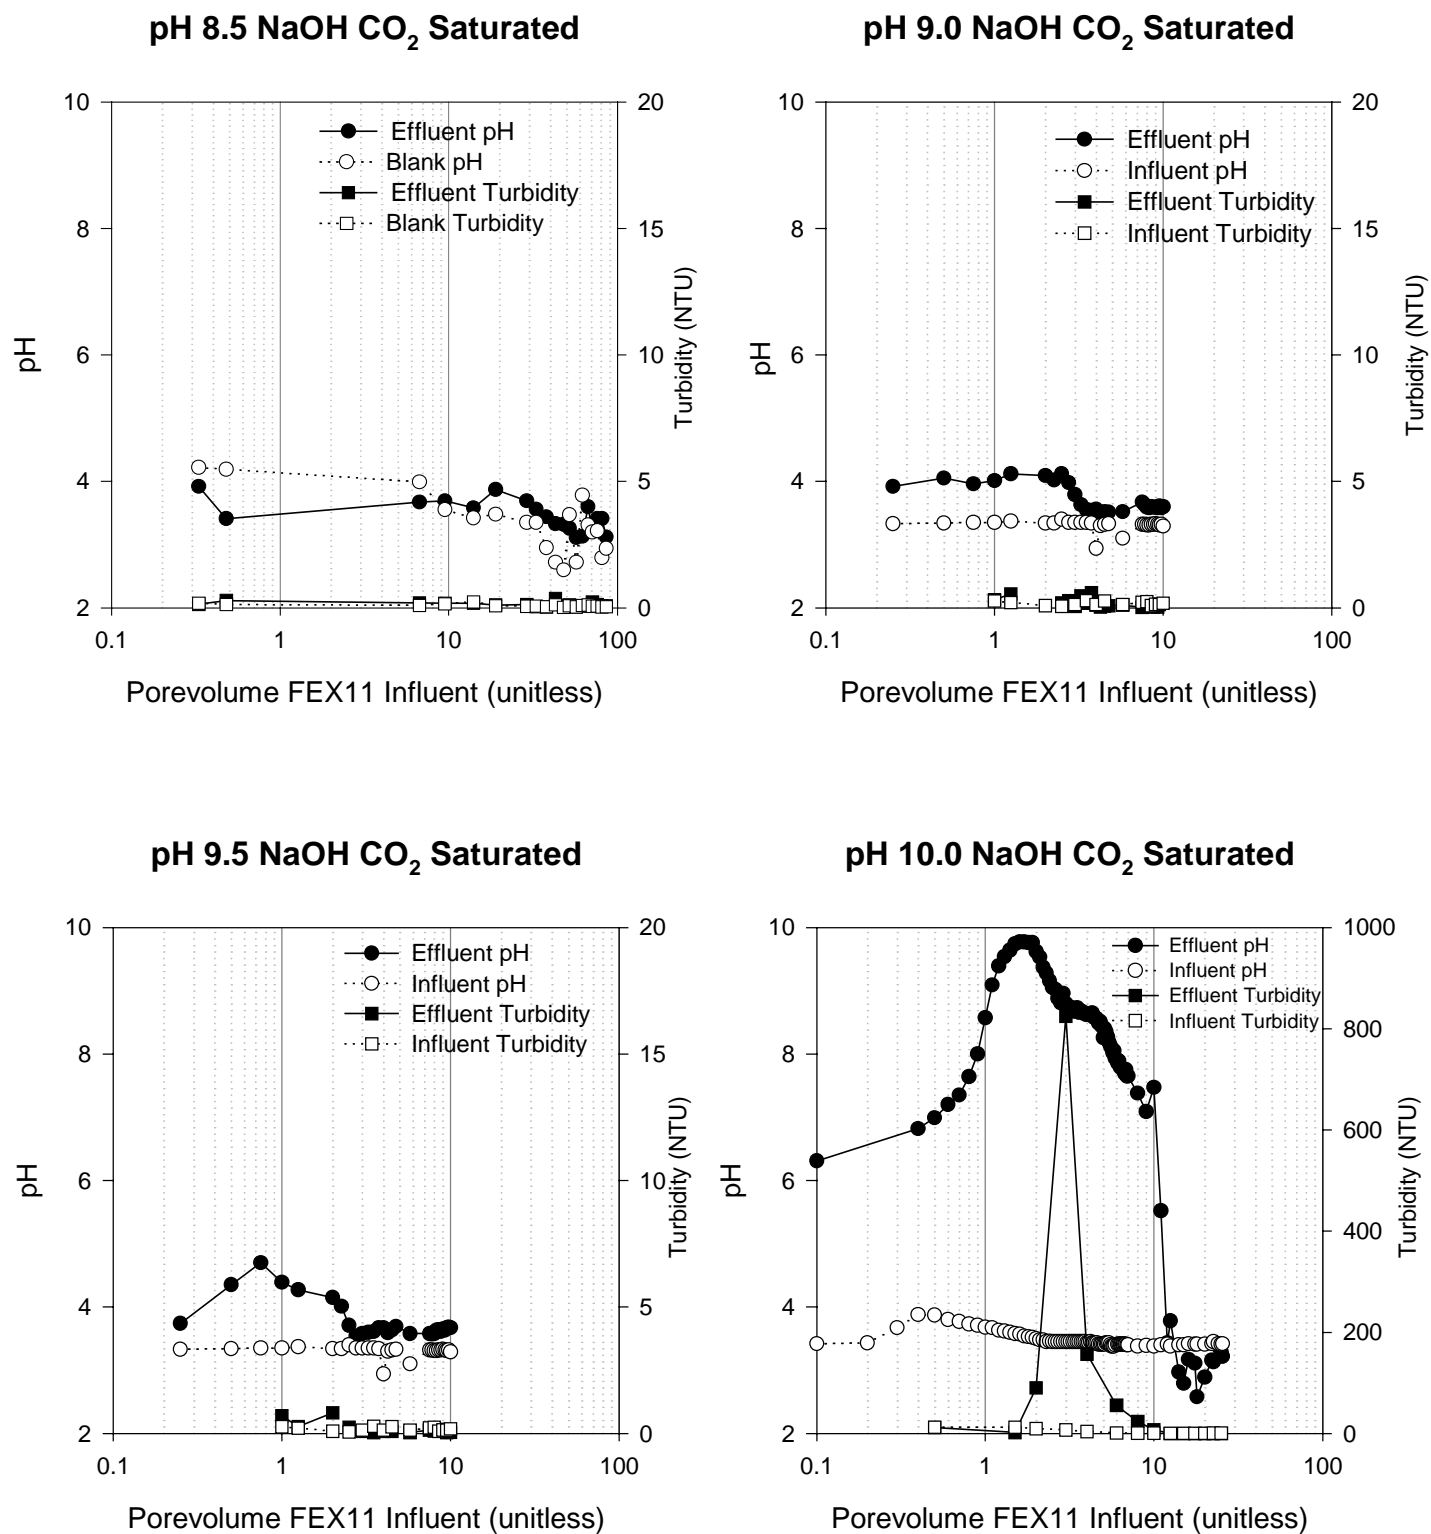 pH 8.5 NaOH CO2 Saturated
10
8
6
4
2
pH
20
15
10
5
0
Turbidity (NTU)
Effluent pH
Blank pH
Effluent Turbidity
Blank Turbidity
0.1 1 10 100
Porevolume FEX11 Influent (unitless)
pH 9.0 NaOH CO2 Saturated
10
8
6
4
2
pH
20
15
10
5
0
Turbidity (NTU)
Effluent pH
Influent pH
Effluent Turbidity
Influent Turbidity
0.1 1 10 100
Porevolume FEX11 Influent (unitless)
pH 9.5 NaOH CO2 Saturated
10
8
6
4
2
pH
20
15
10
5
0
Turbidity (NTU)
Effluent pH
Influent pH
Effluent Turbidity
Influent Turbidity
0.1 1 10 100
Porevolume FEX11 Influent (unitless)
pH 10.0 NaOH CO2 Saturated
10
8
6
4
2
pH
1000
800
600
400
200
0
Turbidity (NTU)
Effluent pH
Influent pH
Effluent Turbidity
Influent Turbidity
0.1 1 10 100
Porevolume FEX11 Influent (unitless)